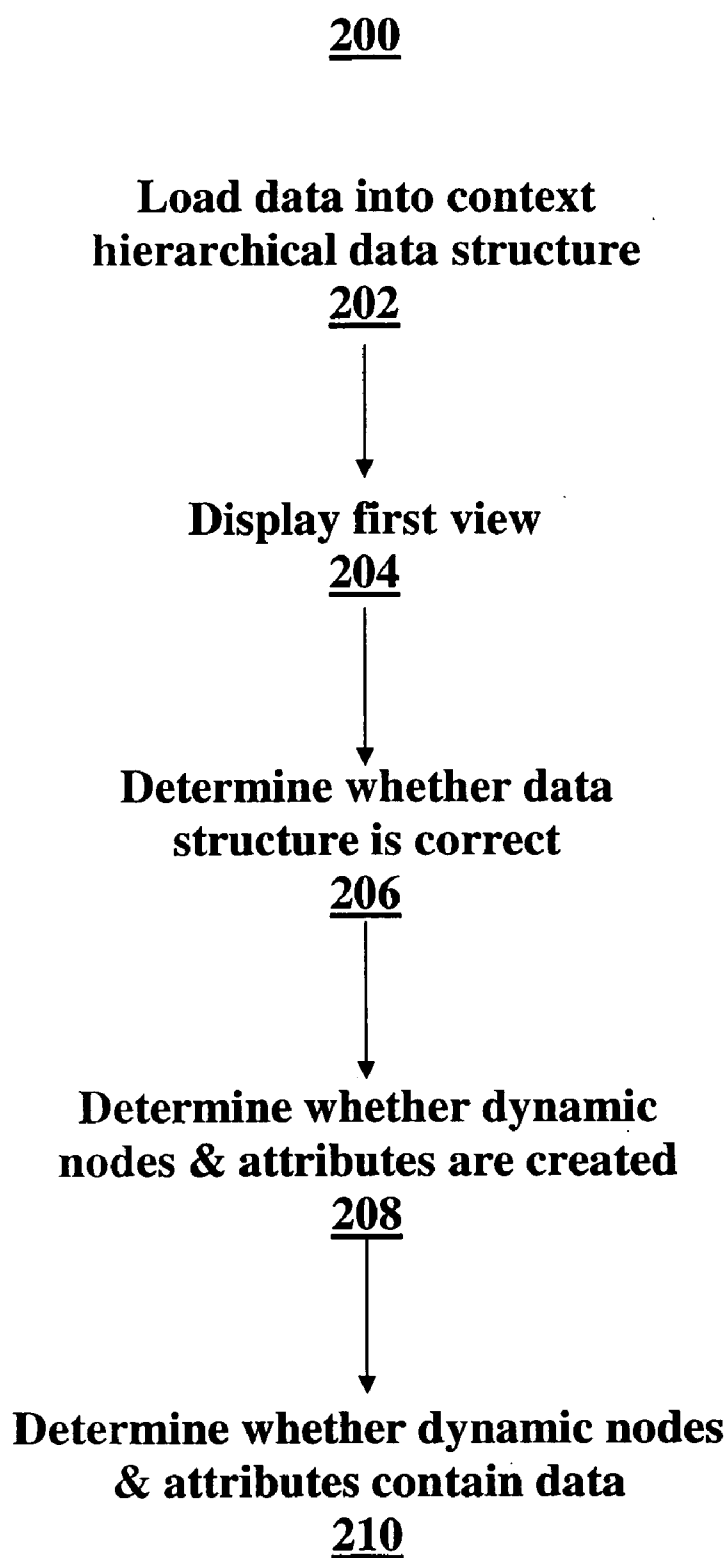 200
Load data into context
hierarchical data structure
202
Display first view
204
Determine whether data
structure is correct
206
Determine whether dynamic
nodes & attributes are created
208
Determine whether dynamic nodes
& attributes contain data
210